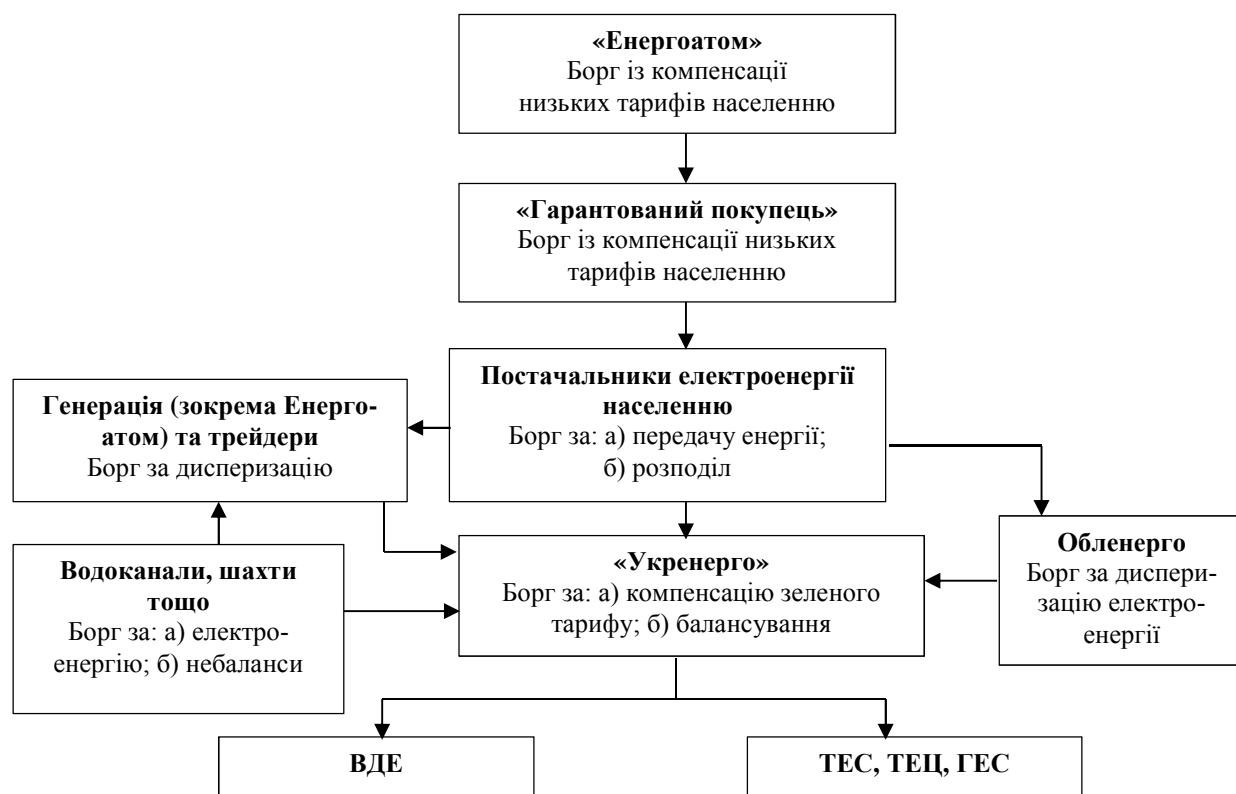 «Енергоатом»
Борг із компенсації
низьких тарифів населенню
«Гарантований покупець»
Борг із компенсації низьких
тарифів населенню
Постачальники електроенергії
населенню
Борг за: а) передачу енергії;
б) розподіл
Генерація (зокрема Енерго-
атом) та трейдери
Борг за дисперизацію
Водоканали, шахти
тощо
Борг за: а) електро-
енергію; б) небаланси
«Укренерго»
Борг за: а) компенсацію зеленого
тарифу; б) балансування
Обленерго
Борг за диспери-
зацію електро-
енергії
ВДЕ
ТЕС, ТЕЦ, ГЕС